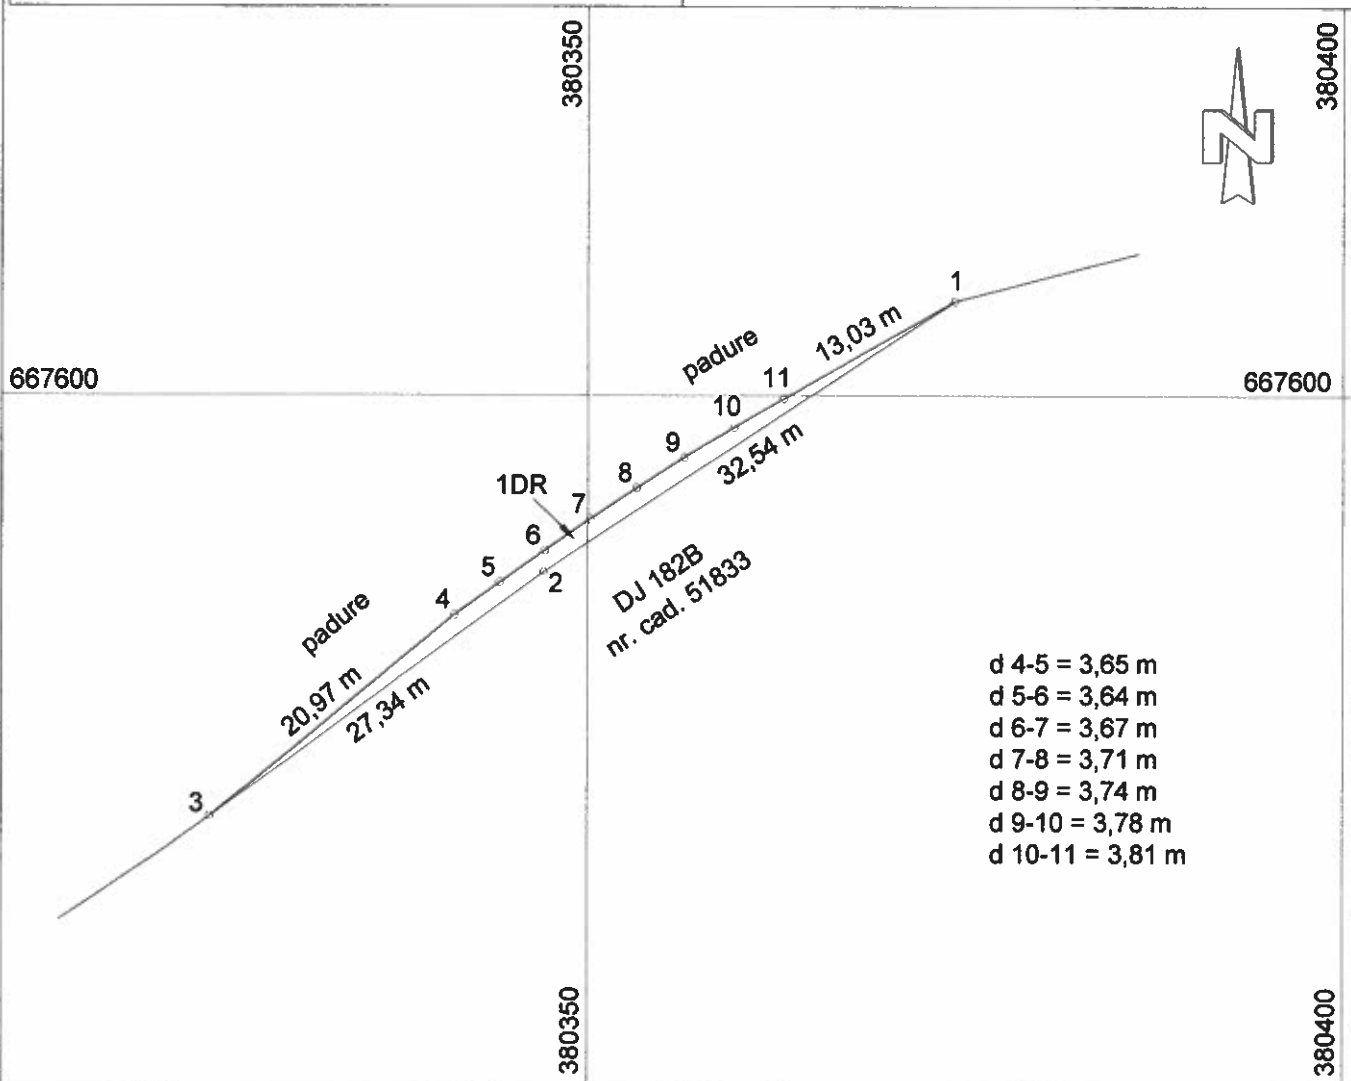 380350
380400
N
1
13,03 m
padure
667600
667600
11
10
9
32,54 m
8
1DR
7
6
5
2
DJ 182B
nr. cad. 51833
4
padure
20,97 m
27,34 m
3
d 4-5 = 3,65 m
d 5-6 = 3,64 m
d 6-7 = 3,67 m
d 7-8 = 3,71 m
d 8-9 = 3,74 m
d 9-10 = 3,78 m
d 10-11 = 3,81 m
380350
380400